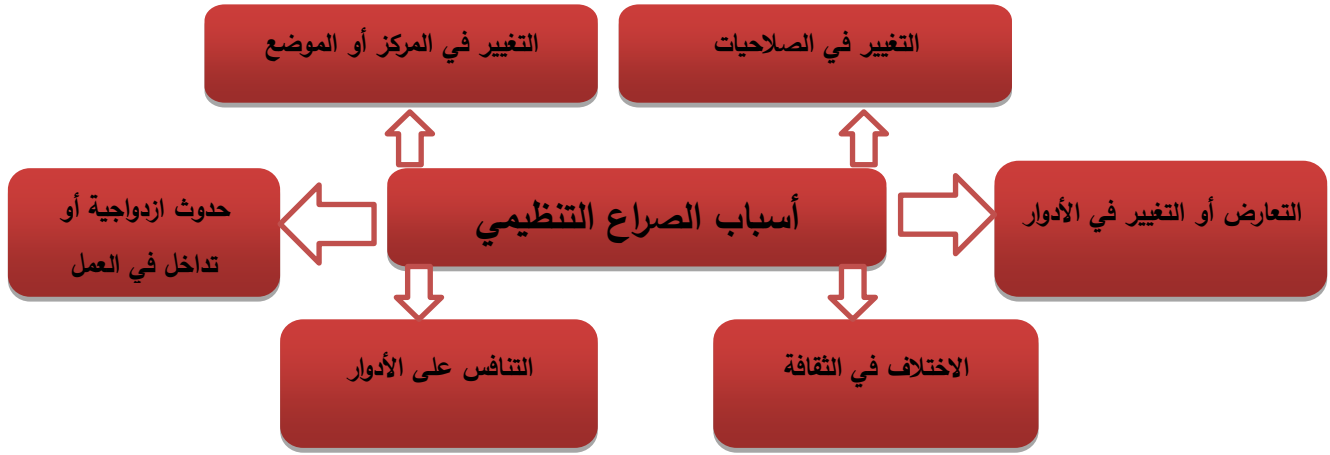 التغيير في الصلاحيات
التغيير في المركز أو الموضع
التعارض أو التغيير في الأدوار
أسباب الصراع التنظيمي
حدوث ازدواجية أو
تداخل في العمل
الاختلاف في الثقافة
التنافس على الأدوار